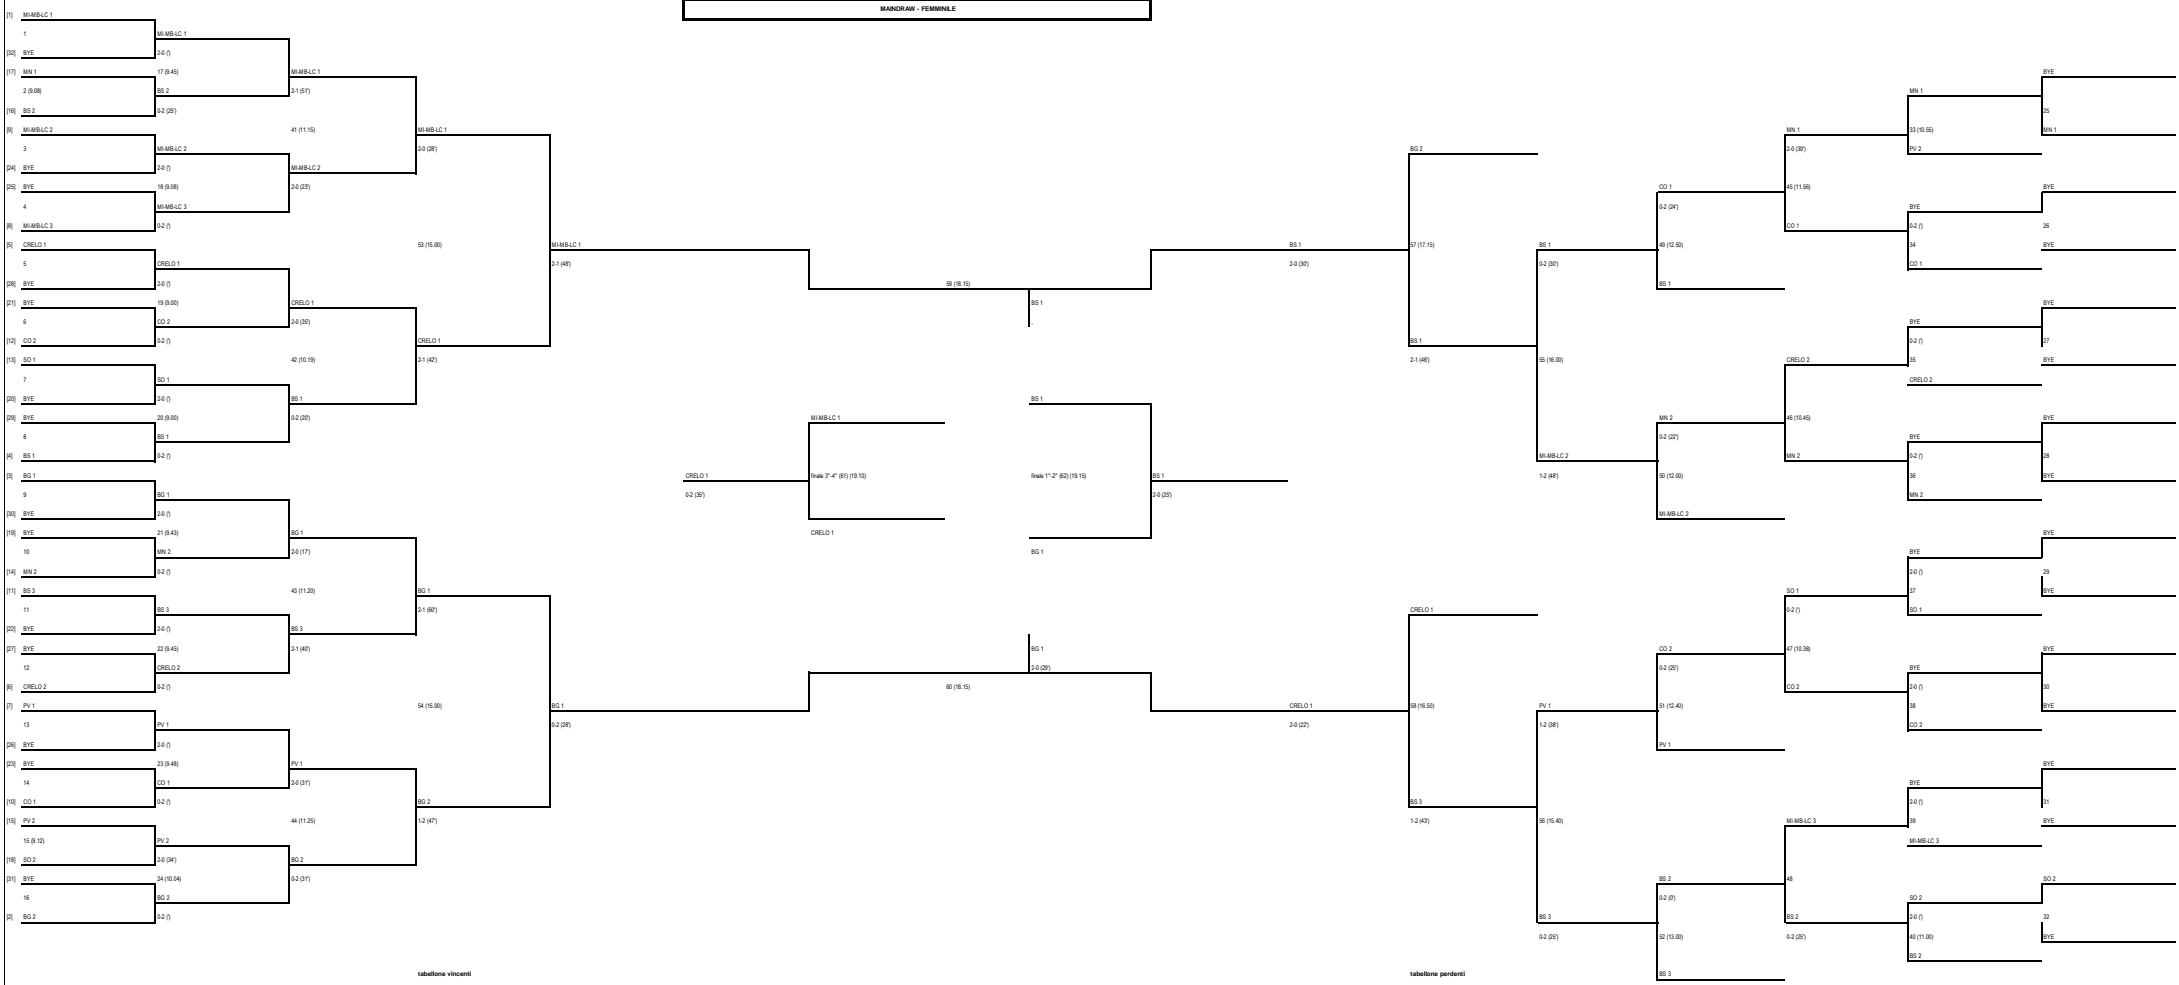 MAINDRAW - FEMMINILE
[1] MI-MB-LC 1
1
[32] BYE
[17] MN 1
2 (9.08)
[16] BS 2
[9] MI-MB-LC 2
3
[24] BYE
[25] BYE
4
[8] MI-MB-LC 3
[5] CRELO 1
5
[28] BYE
[21] BYE
6
[12] CO 2
[13] SO 1
7
[20] BYE
[29] BYE
8
[4] BS 1
[3] BG 1
9
[30] BYE
[19] BYE
10
[14] MN 2
[11] BS 3
11
[22] BYE
[27] BYE
12
[6] CRELO 2
[7] PV 1
13
[26] BYE
[23] BYE
14
[10] CO 1
[15] PV 2
15 (9.12)
[18] SO 2
[31] BYE
16
[2] BG 2
MI-MB-LC 1
2-0 (')
17 (9.45)
BS 2
0-2 (25')
MI-MB-LC 2
2-0 (')
18 (9.08)
MI-MB-LC 3
0-2 (')
CRELO 1
2-0 (')
19 (9.00)
CO 2
0-2 (')
SO 1
2-0 (')
20 (9.00)
BS 1
0-2 (')
BG 1
2-0 (')
21 (9.43)
MN 2
0-2 (')
BS 3
2-0 (')
22 (9.45)
CRELO 2
0-2 (')
PV 1
2-0 (')
23 (9.48)
CO 1
0-2 (')
PV 2
2-0 (34')
24 (10.04)
BG 2
0-2 (')
MI-MB-LC 1
2-1 (51')
41 (11.15)
MI-MB-LC 2
2-0 (23')
CRELO 1
2-0 (35')
42 (10.19)
BS 1
0-2 (20')
BG 1
2-0 (17')
43 (11.20)
BS 3
2-1 (40')
PV 1
2-0 (31')
44 (11.25)
BG 2
0-2 (31')
MI-MB-LC 1
2-0 (28')
53 (15.00)
CRELO 1
2-1 (42')
BG 1
2-1 (60')
54 (15.00)
BG 2
1-2 (47')
tabellone vincenti
MI-MB-LC 1
2-1 (48')
BG 1
0-2 (28')
59 (18.15)
BS 1
MI-MB-LC 1
CRELO 1
0-2 (35')
finale 3°-4° (61) (19.10)
CRELO 1
BS 1
finale 1°-2° (62) (19.15)
BS 1
2-0 (25')
BG 1
BG 1
2-0 (29')
60 (18.15)
BS 1
2-0 (30')
CRELO 1
2-0 (22')
BG 2
57 (17.15)
BS 1
2-1 (46')
CRELO 1
58 (16.50)
BS 3
1-2 (43')
tabellone perdenti
BS 1
0-2 (30')
55 (16.00)
MI-MB-LC 2
1-2 (48')
PV 1
1-2 (38')
56 (15.40)
BS 3
0-2 (25')
CO 1
0-2 (24')
49 (12.50)
BS 1
MN 2
0-2 (22')
50 (12.00)
MI-MB-LC 2
CO 2
0-2 (25')
51 (12.40)
PV 1
BS 2
0-2 (0')
52 (13.00)
BS 3
MN 1
2-0 (39')
45 (11.56)
CO 1
CRELO 2
46 (10.45)
MN 2
SO 1
0-2 (')
47 (10.38)
CO 2
MI-MB-LC 3
48
BS 2
0-2 (25')
MN 1
33 (10.55)
PV 2
BYE
0-2 (')
34
CO 1
BYE
0-2 (')
35
CRELO 2
BYE
0-2 (')
36
MN 2
BYE
2-0 (')
37
SO 1
BYE
2-0 (')
38
CO 2
BYE
2-0 (')
39
MI-MB-LC 3
SO 2
2-0 (')
40 (11.00)
BS 2
BYE
25
MN 1
BYE
26
BYE
BYE
27
BYE
BYE
28
BYE
BYE
29
BYE
BYE
30
BYE
BYE
31
BYE
SO 2
32
BYE